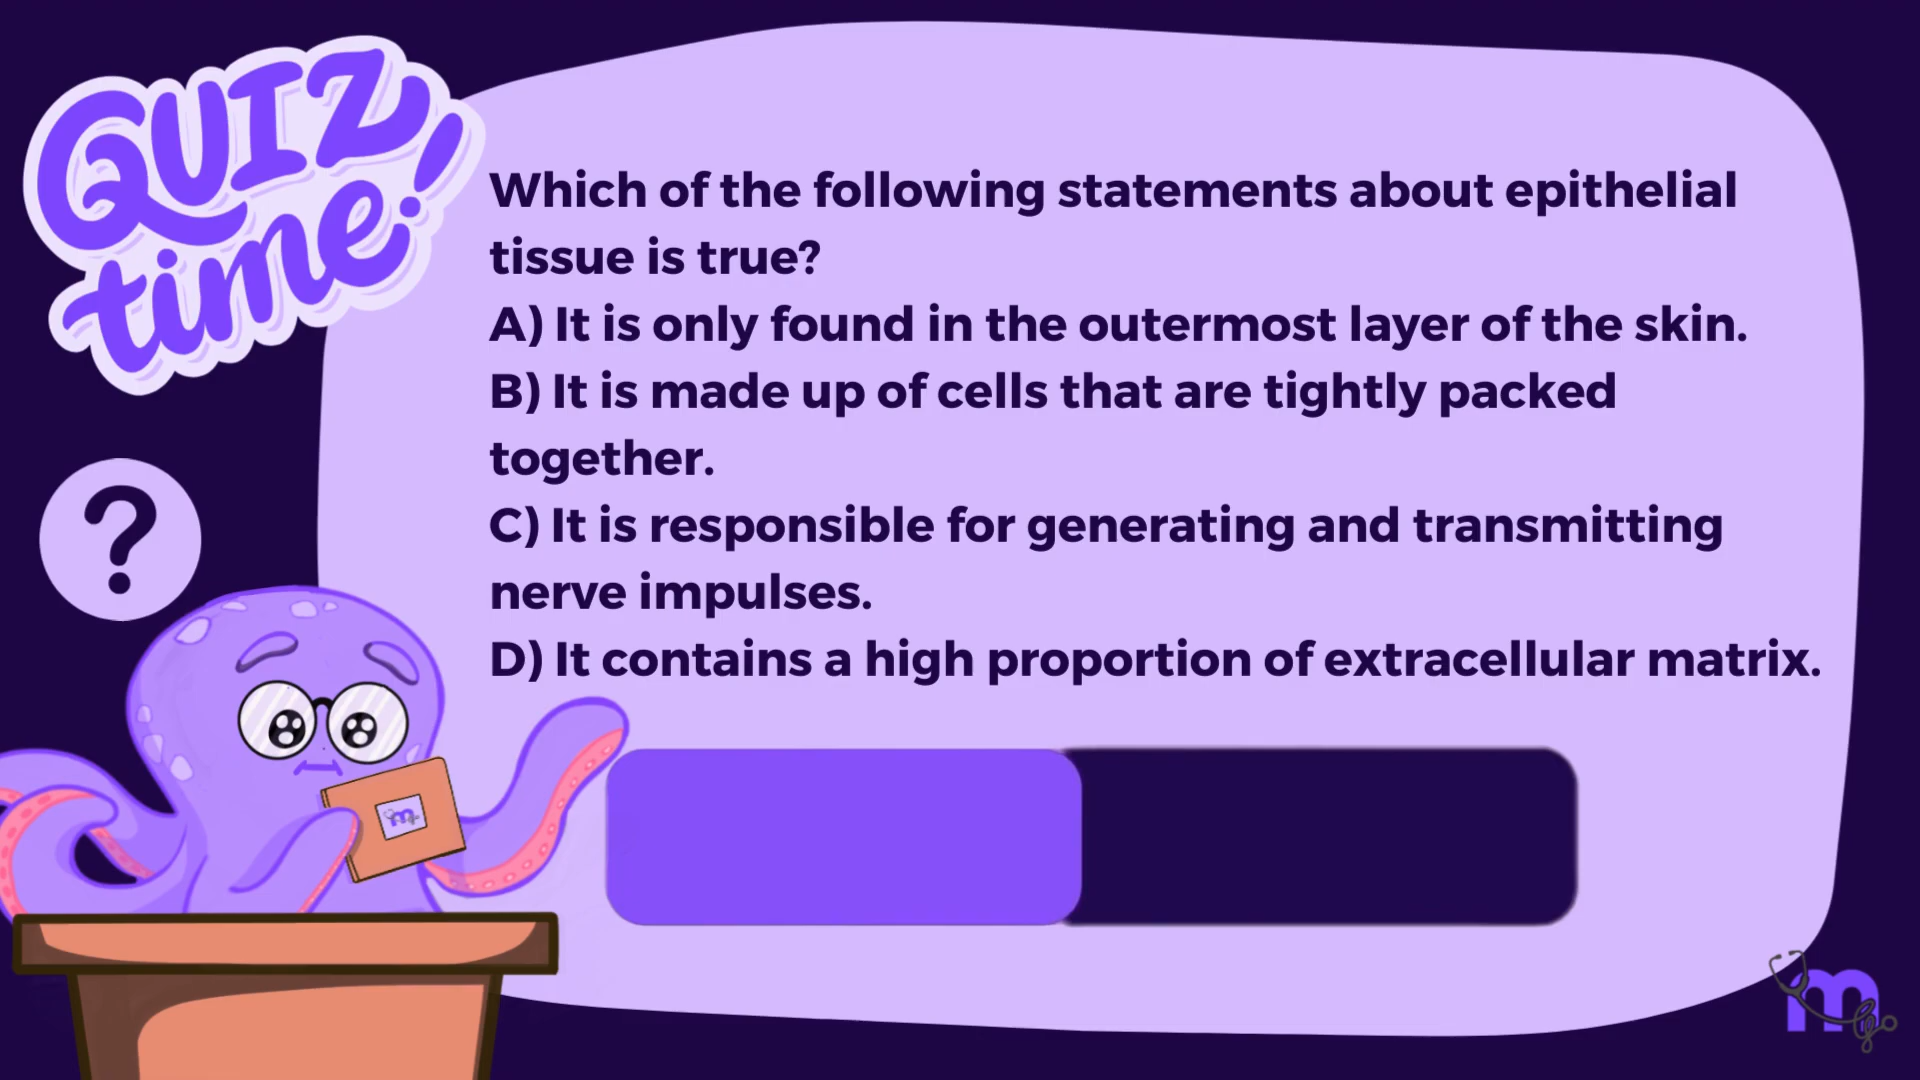 QUIZ
time!
Which of the following statements about epithelial
tissue is true?
A) It is only found in the outermost layer of the skin.
B) It is made up of cells that are tightly packed
together.
C) It is responsible for generating and transmitting
nerve impulses.
D) It contains a high proportion of extracellular matrix.
?
m
mg